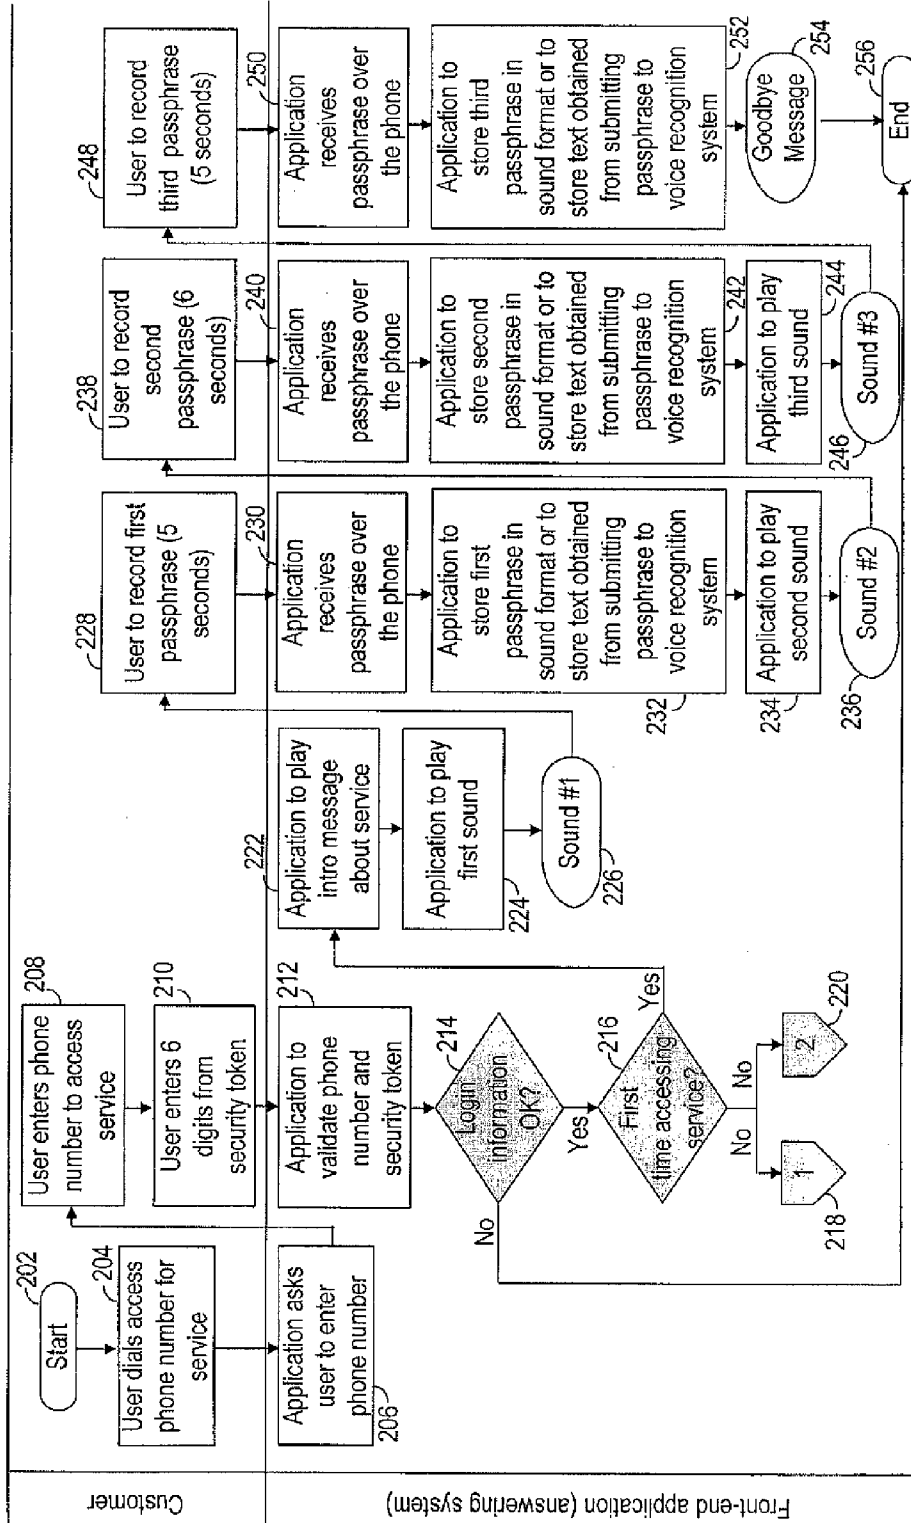 Customer
Front-end application (answering system)
202
Start
204
User dials access
phone number for
service
Application asks
user to enter
phone number
206
208
User enters phone
number to access
service
210
User enters 6
digits from
security token
212
Application to
validate phone
number and
security token
214
Login
information
OK?
No
Yes
216
First
time accessing
service?
Yes
No
No
1
218
2
220
222
Application to play
intro message
about service
Application to play
first sound
224
Sound #1
226
228
User to record first
passphrase (5
seconds)
230
Application
receives
passphrase over
the phone
Application to
store first
passphrase in
sound format or to
store text obtained
from submitting
passphrase to
voice recognition
system
232
Application to play
second sound
234
Sound #2
236
238
User to record
second
passphrase (6
seconds)
240
Application
receives
passphrase over
the phone
Application to
store second
passphrase in
sound format or to
store text obtained
from submitting
passphrase to
voice recognition
system
242
Application to play
third sound
244
Sound #3
246
248
User to record
third passphrase
(5 seconds)
250
Application
receives
passphrase over
the phone
Application to
store third
passphrase in
sound format or to
store text obtained
from submitting
passphrase to
voice recognition
system
252
Goodbye
Message
254
End
256